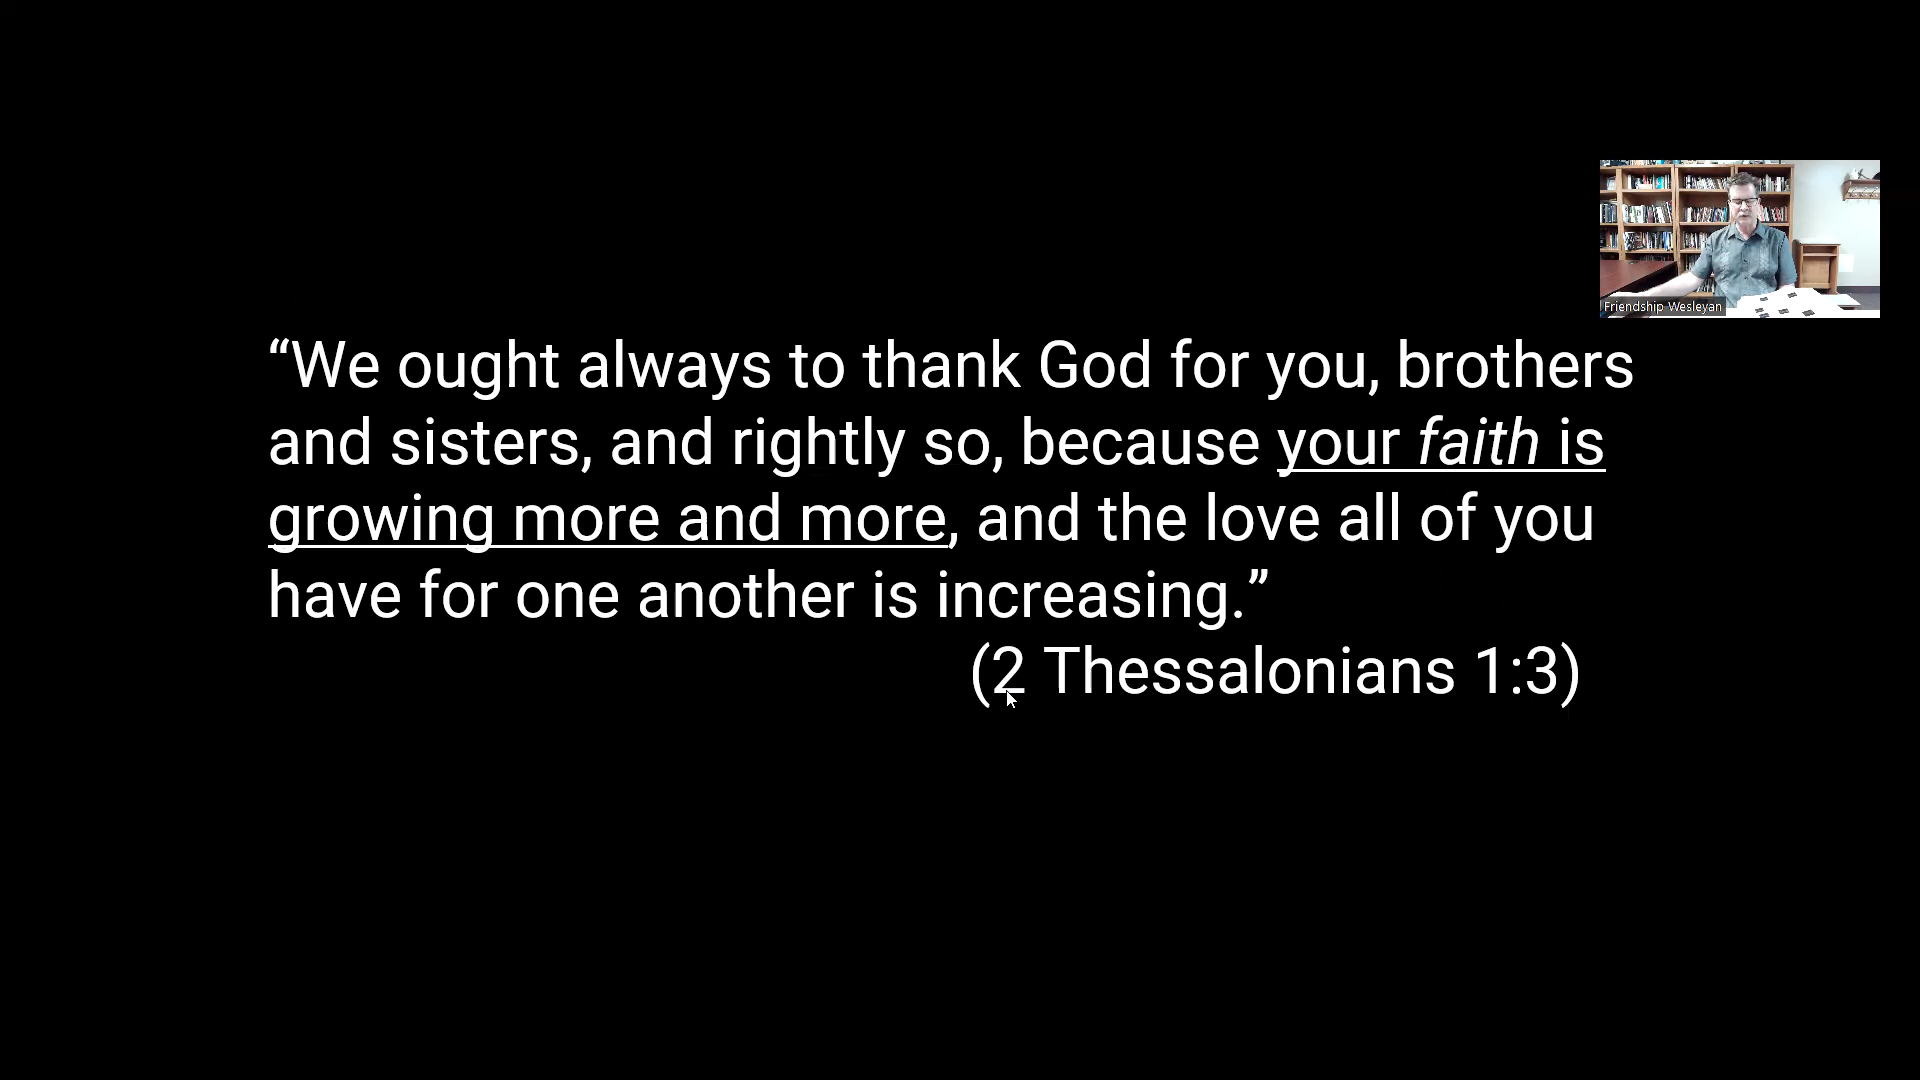 Friendship Wesleyan
“We ought always to thank God for you, brothers
and sisters, and rightly so, because your faith is
growing more and more, and the love all of you
have for one another is increasing.”
(2 Thessalonians 1:3)